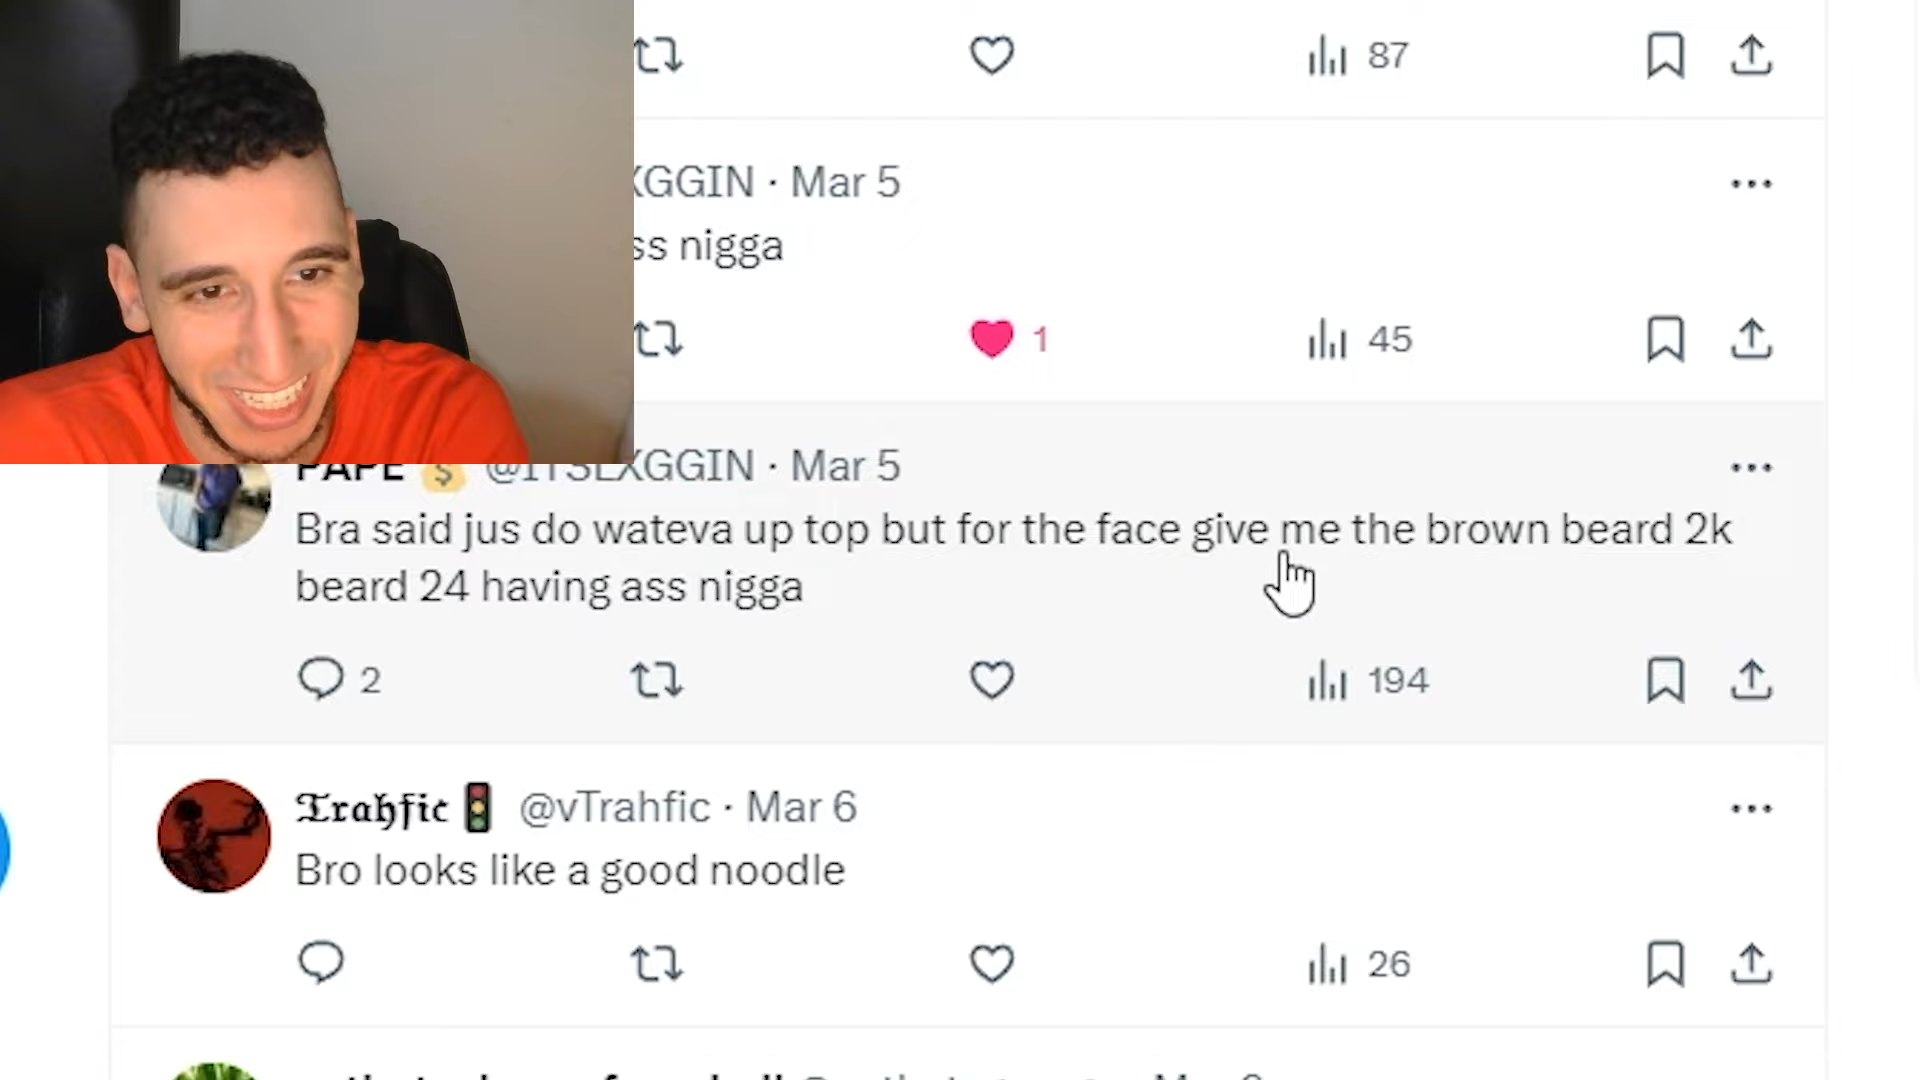 87
XGGIN · Mar 5
ss nigga
1
45
PAPE @ITSLXGGIN · Mar 5
Bra said jus do wateva up top but for the face give me the brown beard 2k
beard 24 having ass nigga
2
194
Trahfic @vTrahfic · Mar 6
Bro looks like a good noodle
26